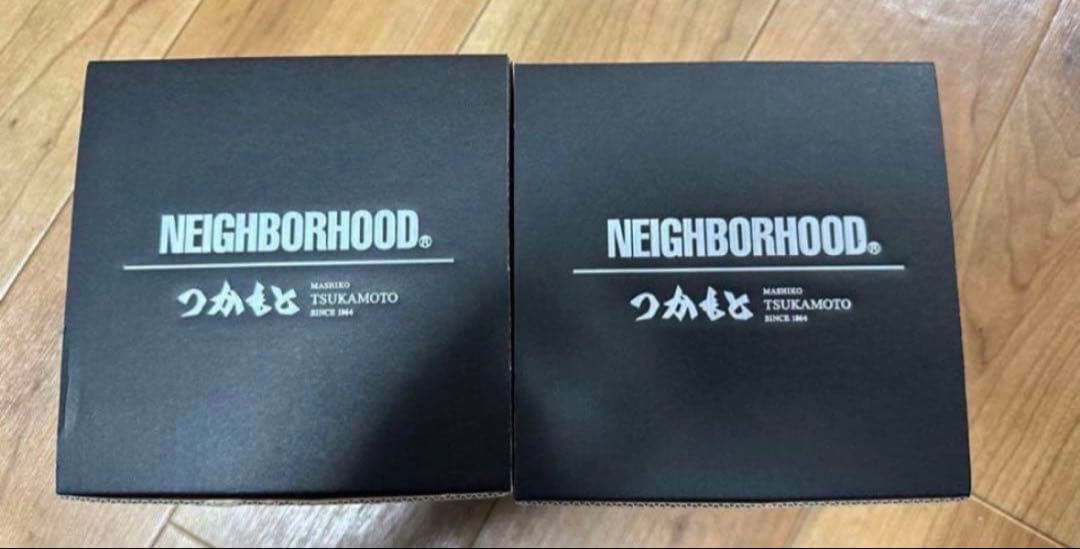 NEIGHBORHOOD®
つかもと
MASHIKO
TSUKAMOTO
SINCE 1864
NEIGHBORHOOD®
つかもと
MASHIKO
TSUKAMOTO
SINCE 1864